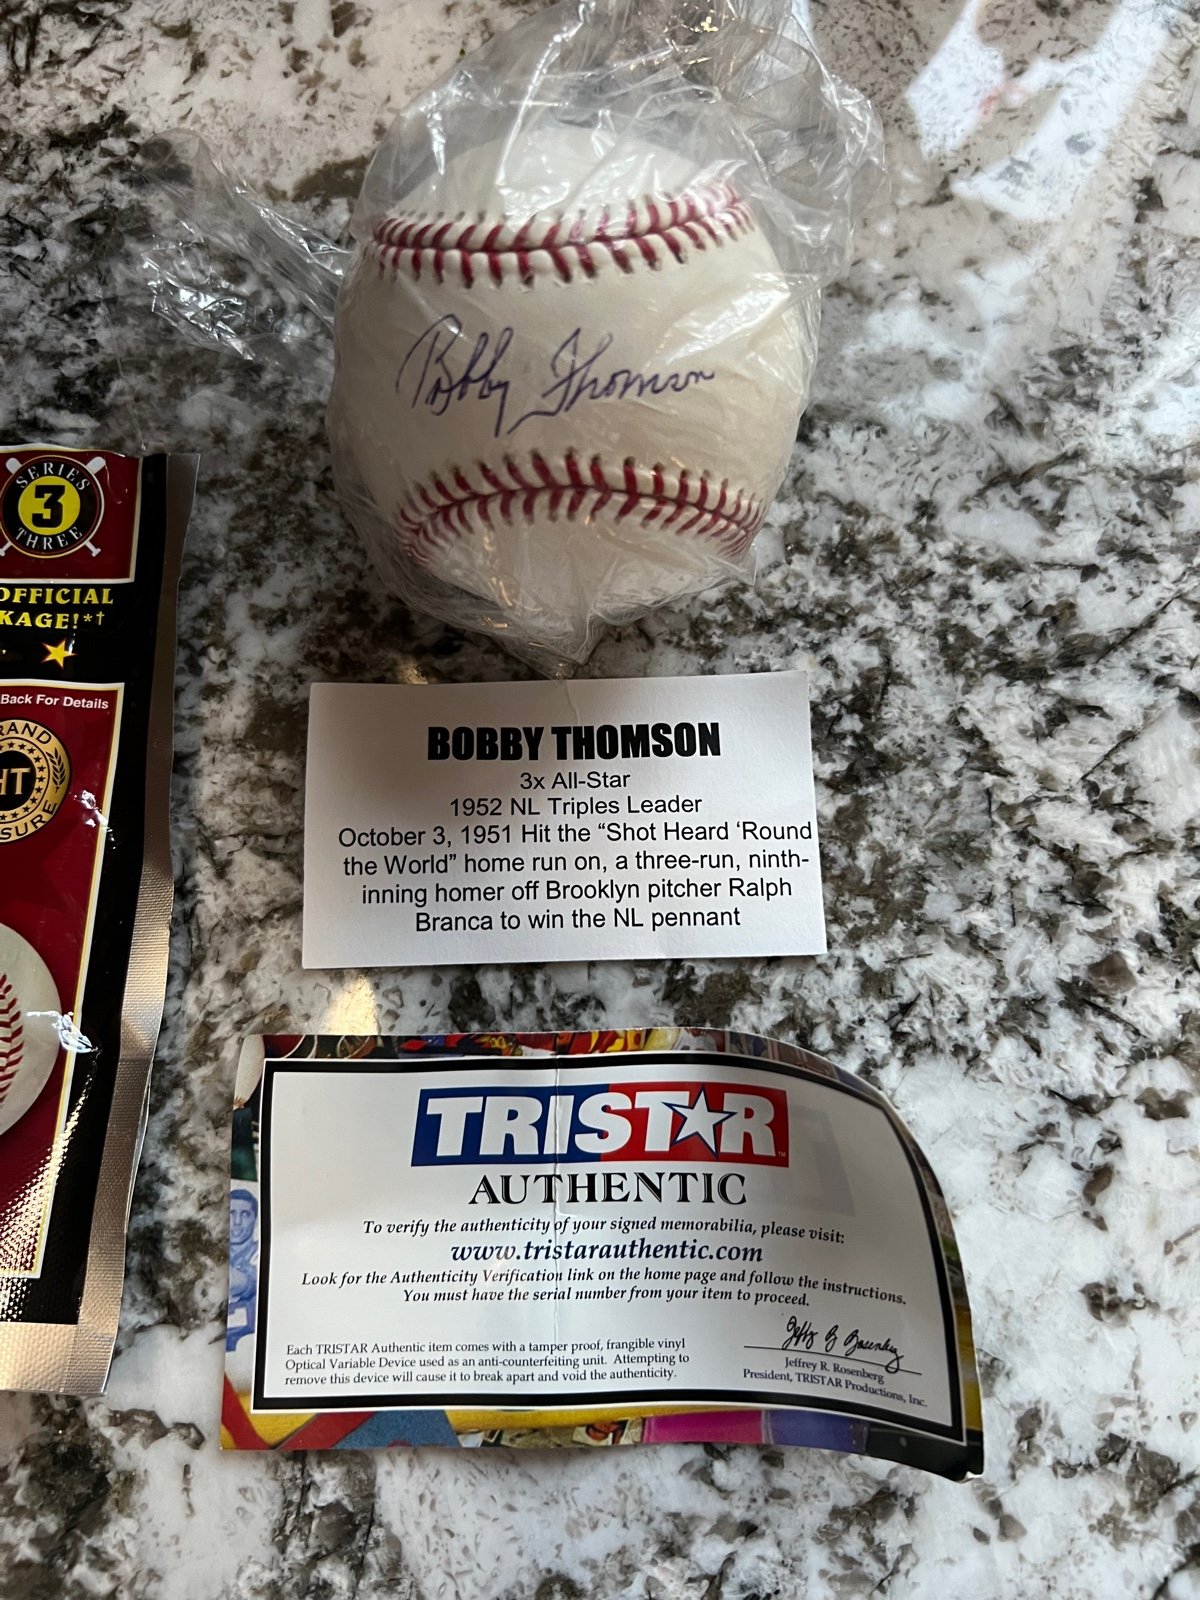 Bobby Thomson
SERIES
3
THREE
OFFICIAL
KAGE!*†
Back For Details
RAND
HT
SURE
BOBBY THOMSON
3x All-Star
1952 NL Triples Leader
October 3, 1951 Hit the “Shot Heard ‘Round
the World” home run on, a three-run, ninth-
inning homer off Brooklyn pitcher Ralph
Branca to win the NL pennant
TRISTAR™
AUTHENTIC
To verify the authenticity of your signed memorabilia, please visit:
www.tristarauthentic.com
Look for the Authenticity Verification link on the home page and follow the instructions.
You must have the serial number from your item to proceed.
Each TRISTAR Authentic item comes with a tamper proof, frangible vinyl
Optical Variable Device used as an anti-counterfeiting unit. Attempting to
remove this device will cause it to break apart and void the authenticity.
Jeffrey R. Rosenberg
Jeffrey R. Rosenberg
President, TRISTAR Productions, Inc.